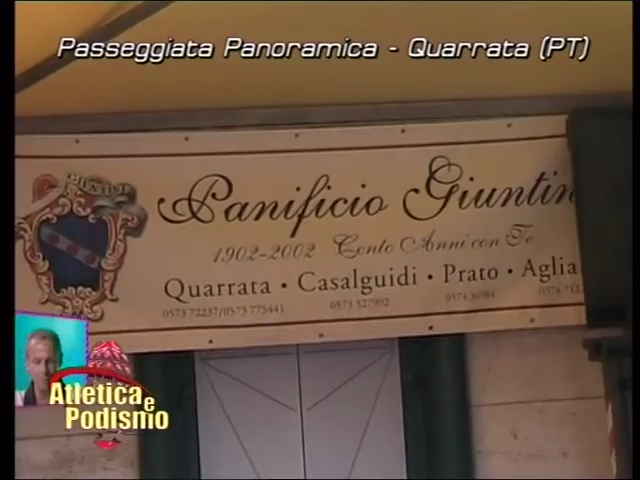 Passeggiata Panoramica - Quarrata (PT)
Panificio Giuntin
1902-2002 Cento Anni con Te
Quarrata • Casalguidi • Prato • Aglia
0573 72237/0573 775441 0573 527992
Atletica e
Podismo